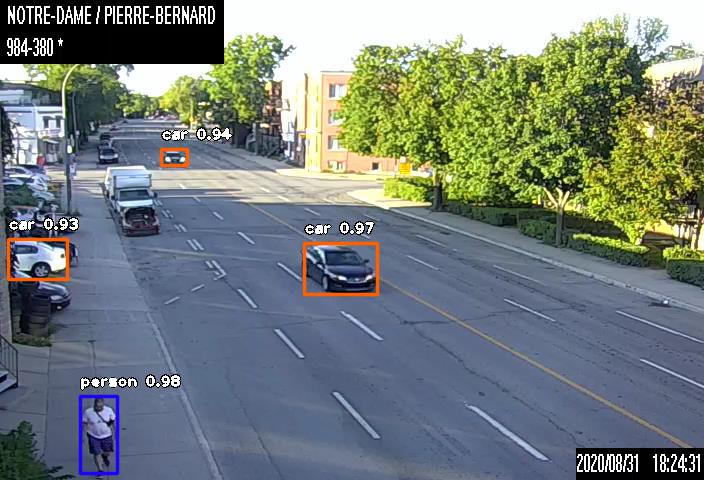 NOTRE-DAME / PIERRE-BERNARD
984-380 *
car 0.94
car 0.93
car 0.97
person 0.98
2020/08/31 18:24:31